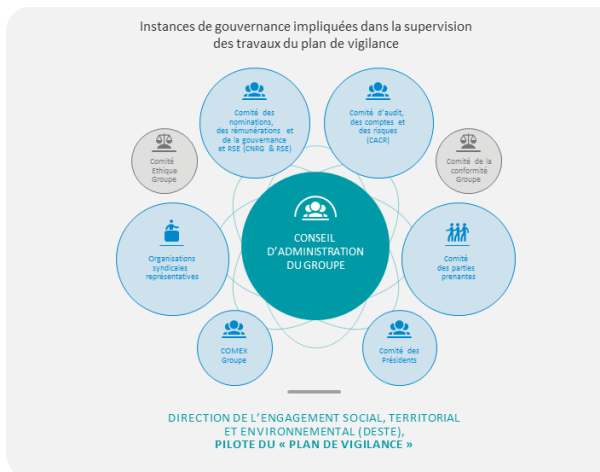 Instances de gouvernance impliquées dans la supervision
des travaux du plan de vigilance
Comité des
nominations,
des rémunérations et
de la gouvernance
et RSE (CNRG & RSE)
Comité d'audit,
des comptes et
des risques
(CACR)
Comité
Ethique
Groupe
Comité de la
conformité
Groupe
CONSEIL
D'ADMINISTRATION
DU GROUPE
Organisations
syndicales
représentatives
Comité
des parties
prenantes
COMEX
Groupe
Comité des
Présidents
DIRECTION DE L'ENGAGEMENT SOCIAL, TERRITORIAL
ET ENVIRONNEMENTAL (DESTE),
PILOTE DU « PLAN DE VIGILANCE »